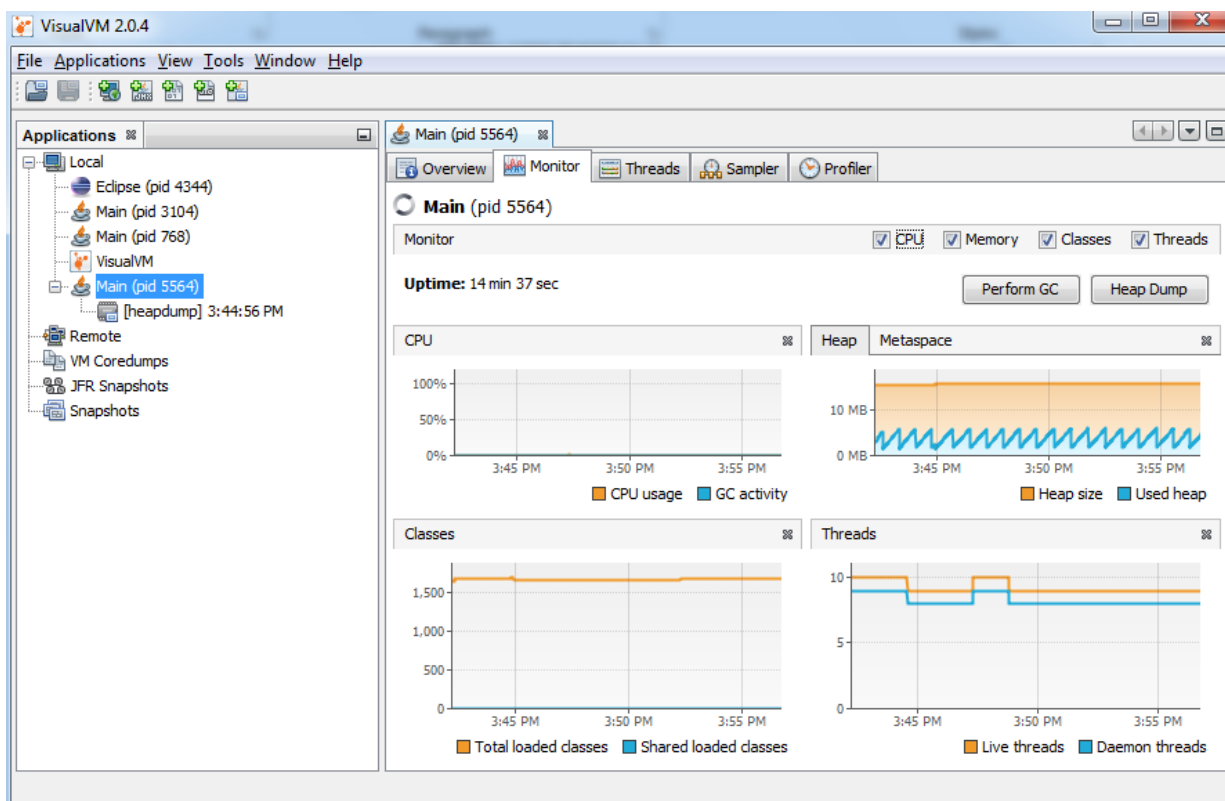 VisualVM 2.0.4
File Applications View Tools Window Help
Applications
Local
Eclipse (pid 4344)
Main (pid 3104)
Main (pid 768)
VisualVM
Main (pid 5564)
[heapdump] 3:44:56 PM
Remote
VM Coredumps
JFR Snapshots
Snapshots
Main (pid 5564)
Overview Monitor Threads Sampler Profiler
Main (pid 5564)
Monitor CPU Memory Classes Threads
Uptime: 14 min 37 sec Perform GC Heap Dump
CPU
100%
50%
0%
3:45 PM 3:50 PM 3:55 PM
CPU usage GC activity
Heap Metaspace
10 MB
0 MB
3:45 PM 3:50 PM 3:55 PM
Heap size Used heap
Classes
1,500
1,000
500
0
3:45 PM 3:50 PM 3:55 PM
Total loaded classes Shared loaded classes
Threads
10
5
0
3:45 PM 3:50 PM 3:55 PM
Live threads Daemon threads